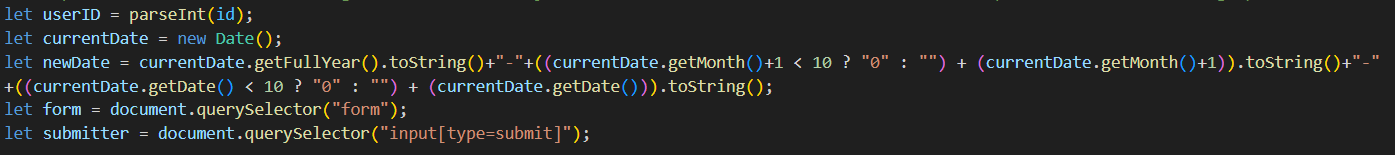 let userID = parseInt(id);
let currentDate = new Date();
let newDate = currentDate.getFullYear().toString()+"-"+((currentDate.getMonth()+1 < 10 ? "0" : "") + (currentDate.getMonth()+1)).toString()+"-"
+((currentDate.getDate() < 10 ? "0" : "") + (currentDate.getDate())).toString();
let form = document.querySelector("form");
let submitter = document.querySelector("input[type=submit]");